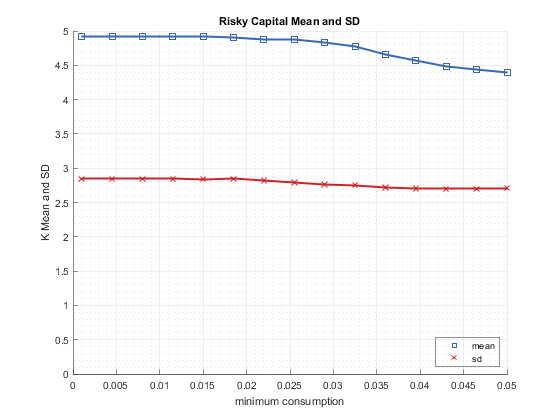 Risky Capital Mean and SD
5
4.5
4
3.5
3
2.5
2
1.5
1
0.5
0
K Mean and SD
mean
sd
0 0.005 0.01 0.015 0.02 0.025 0.03 0.035 0.04 0.045 0.05
minimum consumption